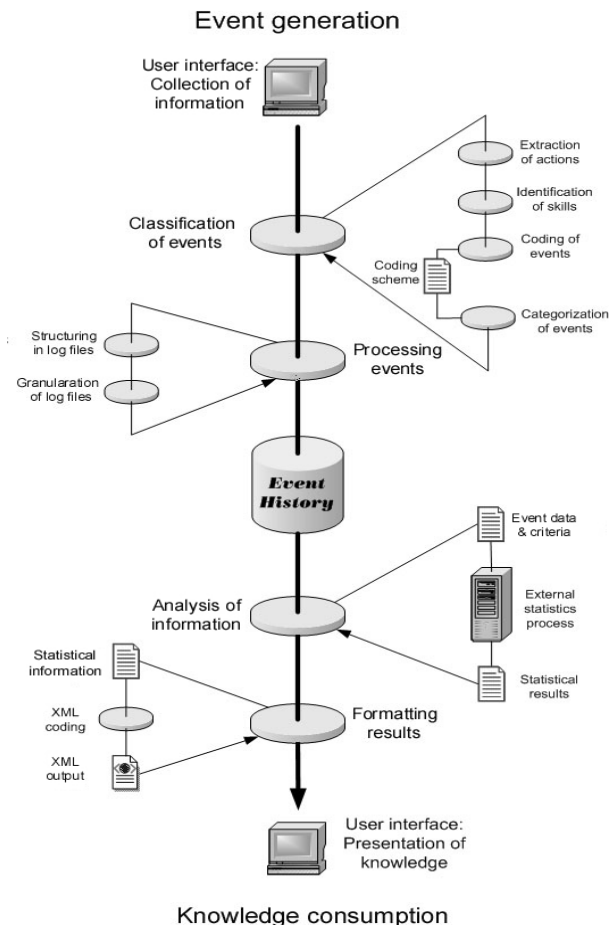 Event generation
User interface:
Collection of
information
Extraction
of actions
Identification
of skills
Classification
of events
Coding of
events
Coding
scheme
Categorization
of events
Structuring
in log files
Processing
events
Granularation
of log files
Event
History
Event data
& criteria
External
statistics
process
Analysis of
information
Statistical
information
Statistical
results
XML
coding
Formatting
results
XML
output
User interface:
Presentation of
knowledge
Knowledge consumption